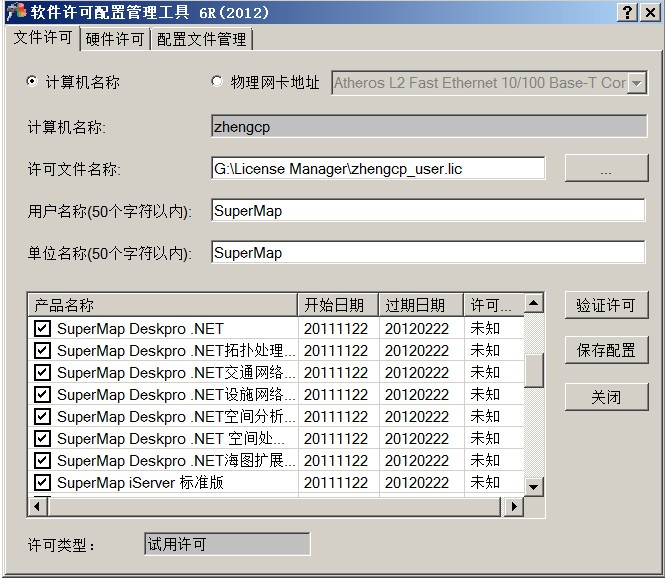 软件许可配置管理工具 6R(2012)
文件许可 硬件许可 配置文件管理
计算机名称 物理网卡地址 Atheros L2 Fast Ethernet 10/100 Base-T Cor
计算机名称: zhengcp
许可文件名称: G:\License Manager\zhengcp_user.lic ...
用户名称(50个字符以内): SuperMap
单位名称(50个字符以内): SuperMap
产品名称 开始日期 过期日期 许可...
SuperMap Deskpro .NET 20111122 20120222 未知
SuperMap Deskpro .NET拓扑处理... 20111122 20120222 未知
SuperMap Deskpro .NET交通网络... 20111122 20120222 未知
SuperMap Deskpro .NET设施网络... 20111122 20120222 未知
SuperMap Deskpro .NET空间分析... 20111122 20120222 未知
SuperMap Deskpro .NET 空间处... 20111122 20120222 未知
SuperMap Deskpro .NET海图扩展... 20111122 20120222 未知
SuperMap iServer 标准版 20111122 20120222 未知
验证许可
保存配置
关闭
许可类型： 试用许可